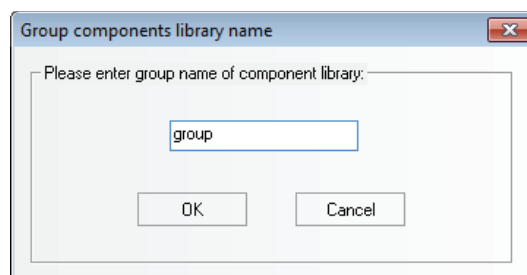 Group components library name
Please enter group name of component library:
group
OK
Cancel